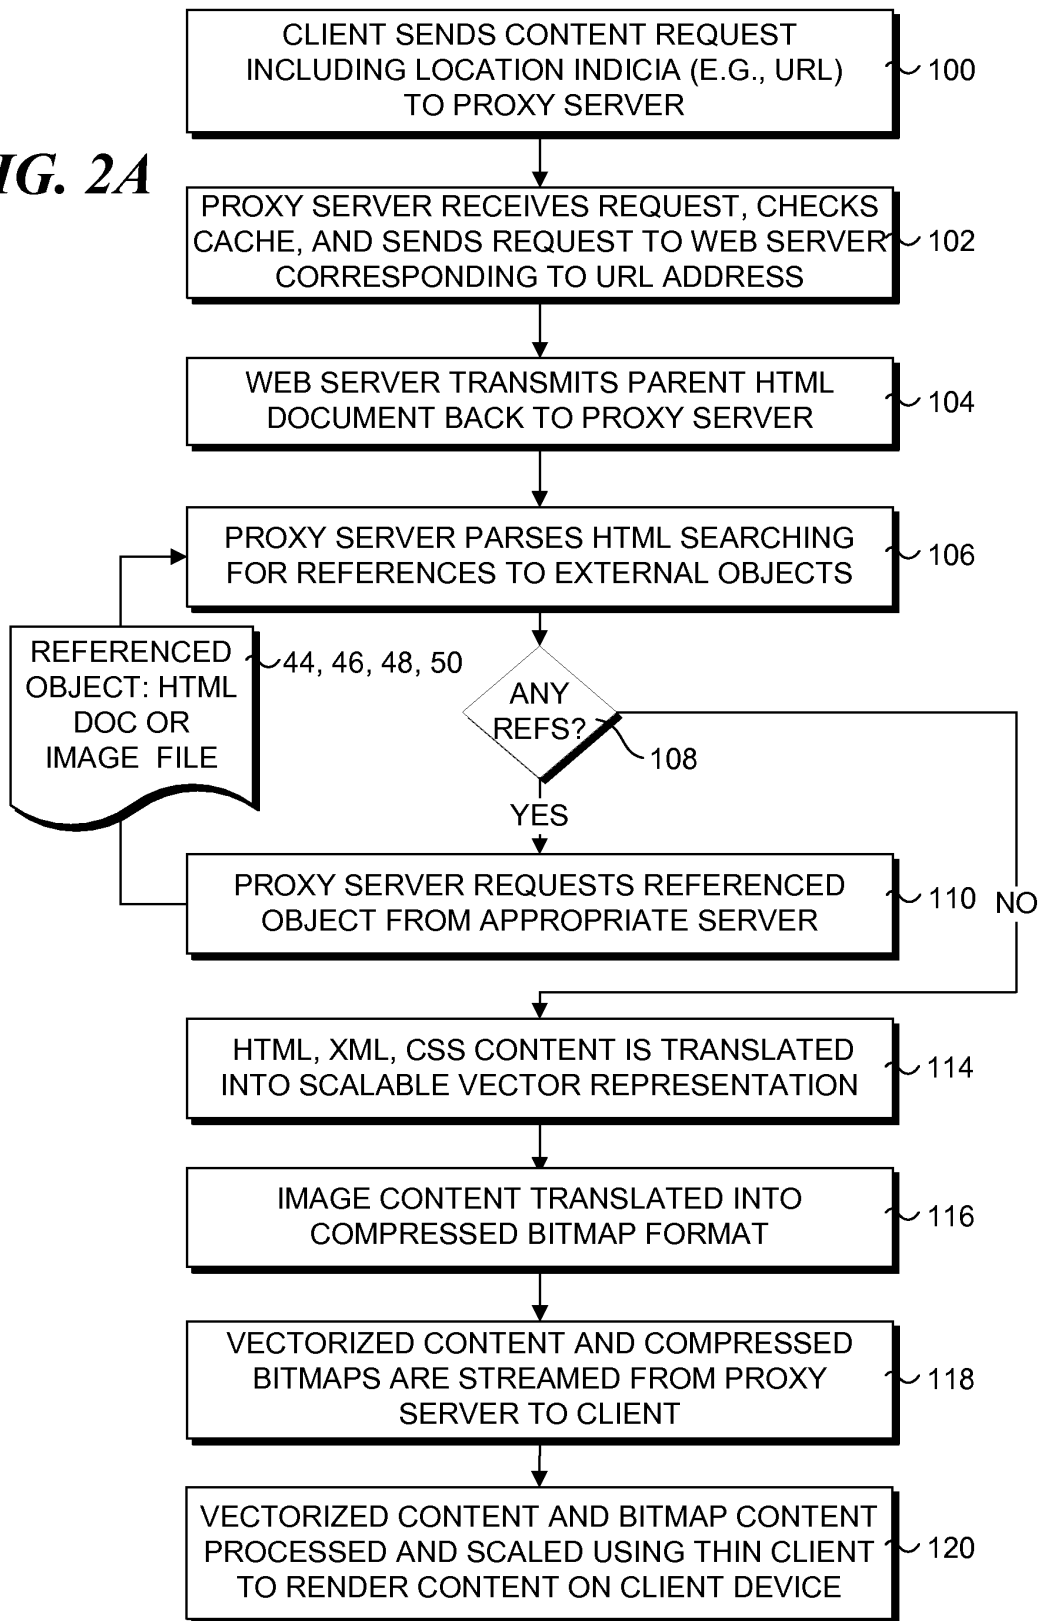 CLIENT SENDS CONTENT REQUEST
INCLUDING LOCATION INDICIA (E.G., URL)
TO PROXY SERVER
100
IG. 2A
PROXY SERVER RECEIVES REQUEST, CHECKS
CACHE, AND SENDS REQUEST TO WEB SERVER
CORRESPONDING TO URL ADDRESS
102
WEB SERVER TRANSMITS PARENT HTML
DOCUMENT BACK TO PROXY SERVER
104
PROXY SERVER PARSES HTML SEARCHING
FOR REFERENCES TO EXTERNAL OBJECTS
106
REFERENCED
OBJECT: HTML
DOC OR
IMAGE FILE
44, 46, 48, 50
ANY
REFS?
108
YES
PROXY SERVER REQUESTS REFERENCED
OBJECT FROM APPROPRIATE SERVER
110
NO
HTML, XML, CSS CONTENT IS TRANSLATED
INTO SCALABLE VECTOR REPRESENTATION
114
IMAGE CONTENT TRANSLATED INTO
COMPRESSED BITMAP FORMAT
116
VECTORIZED CONTENT AND COMPRESSED
BITMAPS ARE STREAMED FROM PROXY
SERVER TO CLIENT
118
VECTORIZED CONTENT AND BITMAP CONTENT
PROCESSED AND SCALED USING THIN CLIENT
TO RENDER CONTENT ON CLIENT DEVICE
120